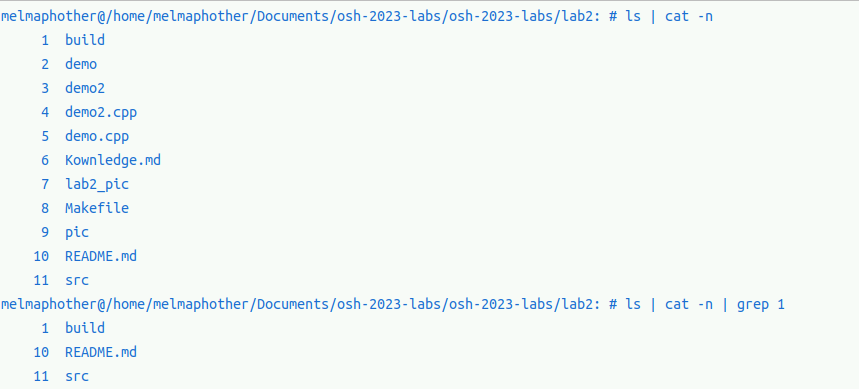 melmaphother@/home/melmaphother/Documents/osh-2023-labs/osh-2023-labs/lab2: # ls | cat -n
1 build
2 demo
3 demo2
4 demo2.cpp
5 demo.cpp
6 Kownledge.md
7 lab2_pic
8 Makefile
9 pic
10 README.md
11 src
melmaphother@/home/melmaphother/Documents/osh-2023-labs/osh-2023-labs/lab2: # ls | cat -n | grep 1
1 build
10 README.md
11 src